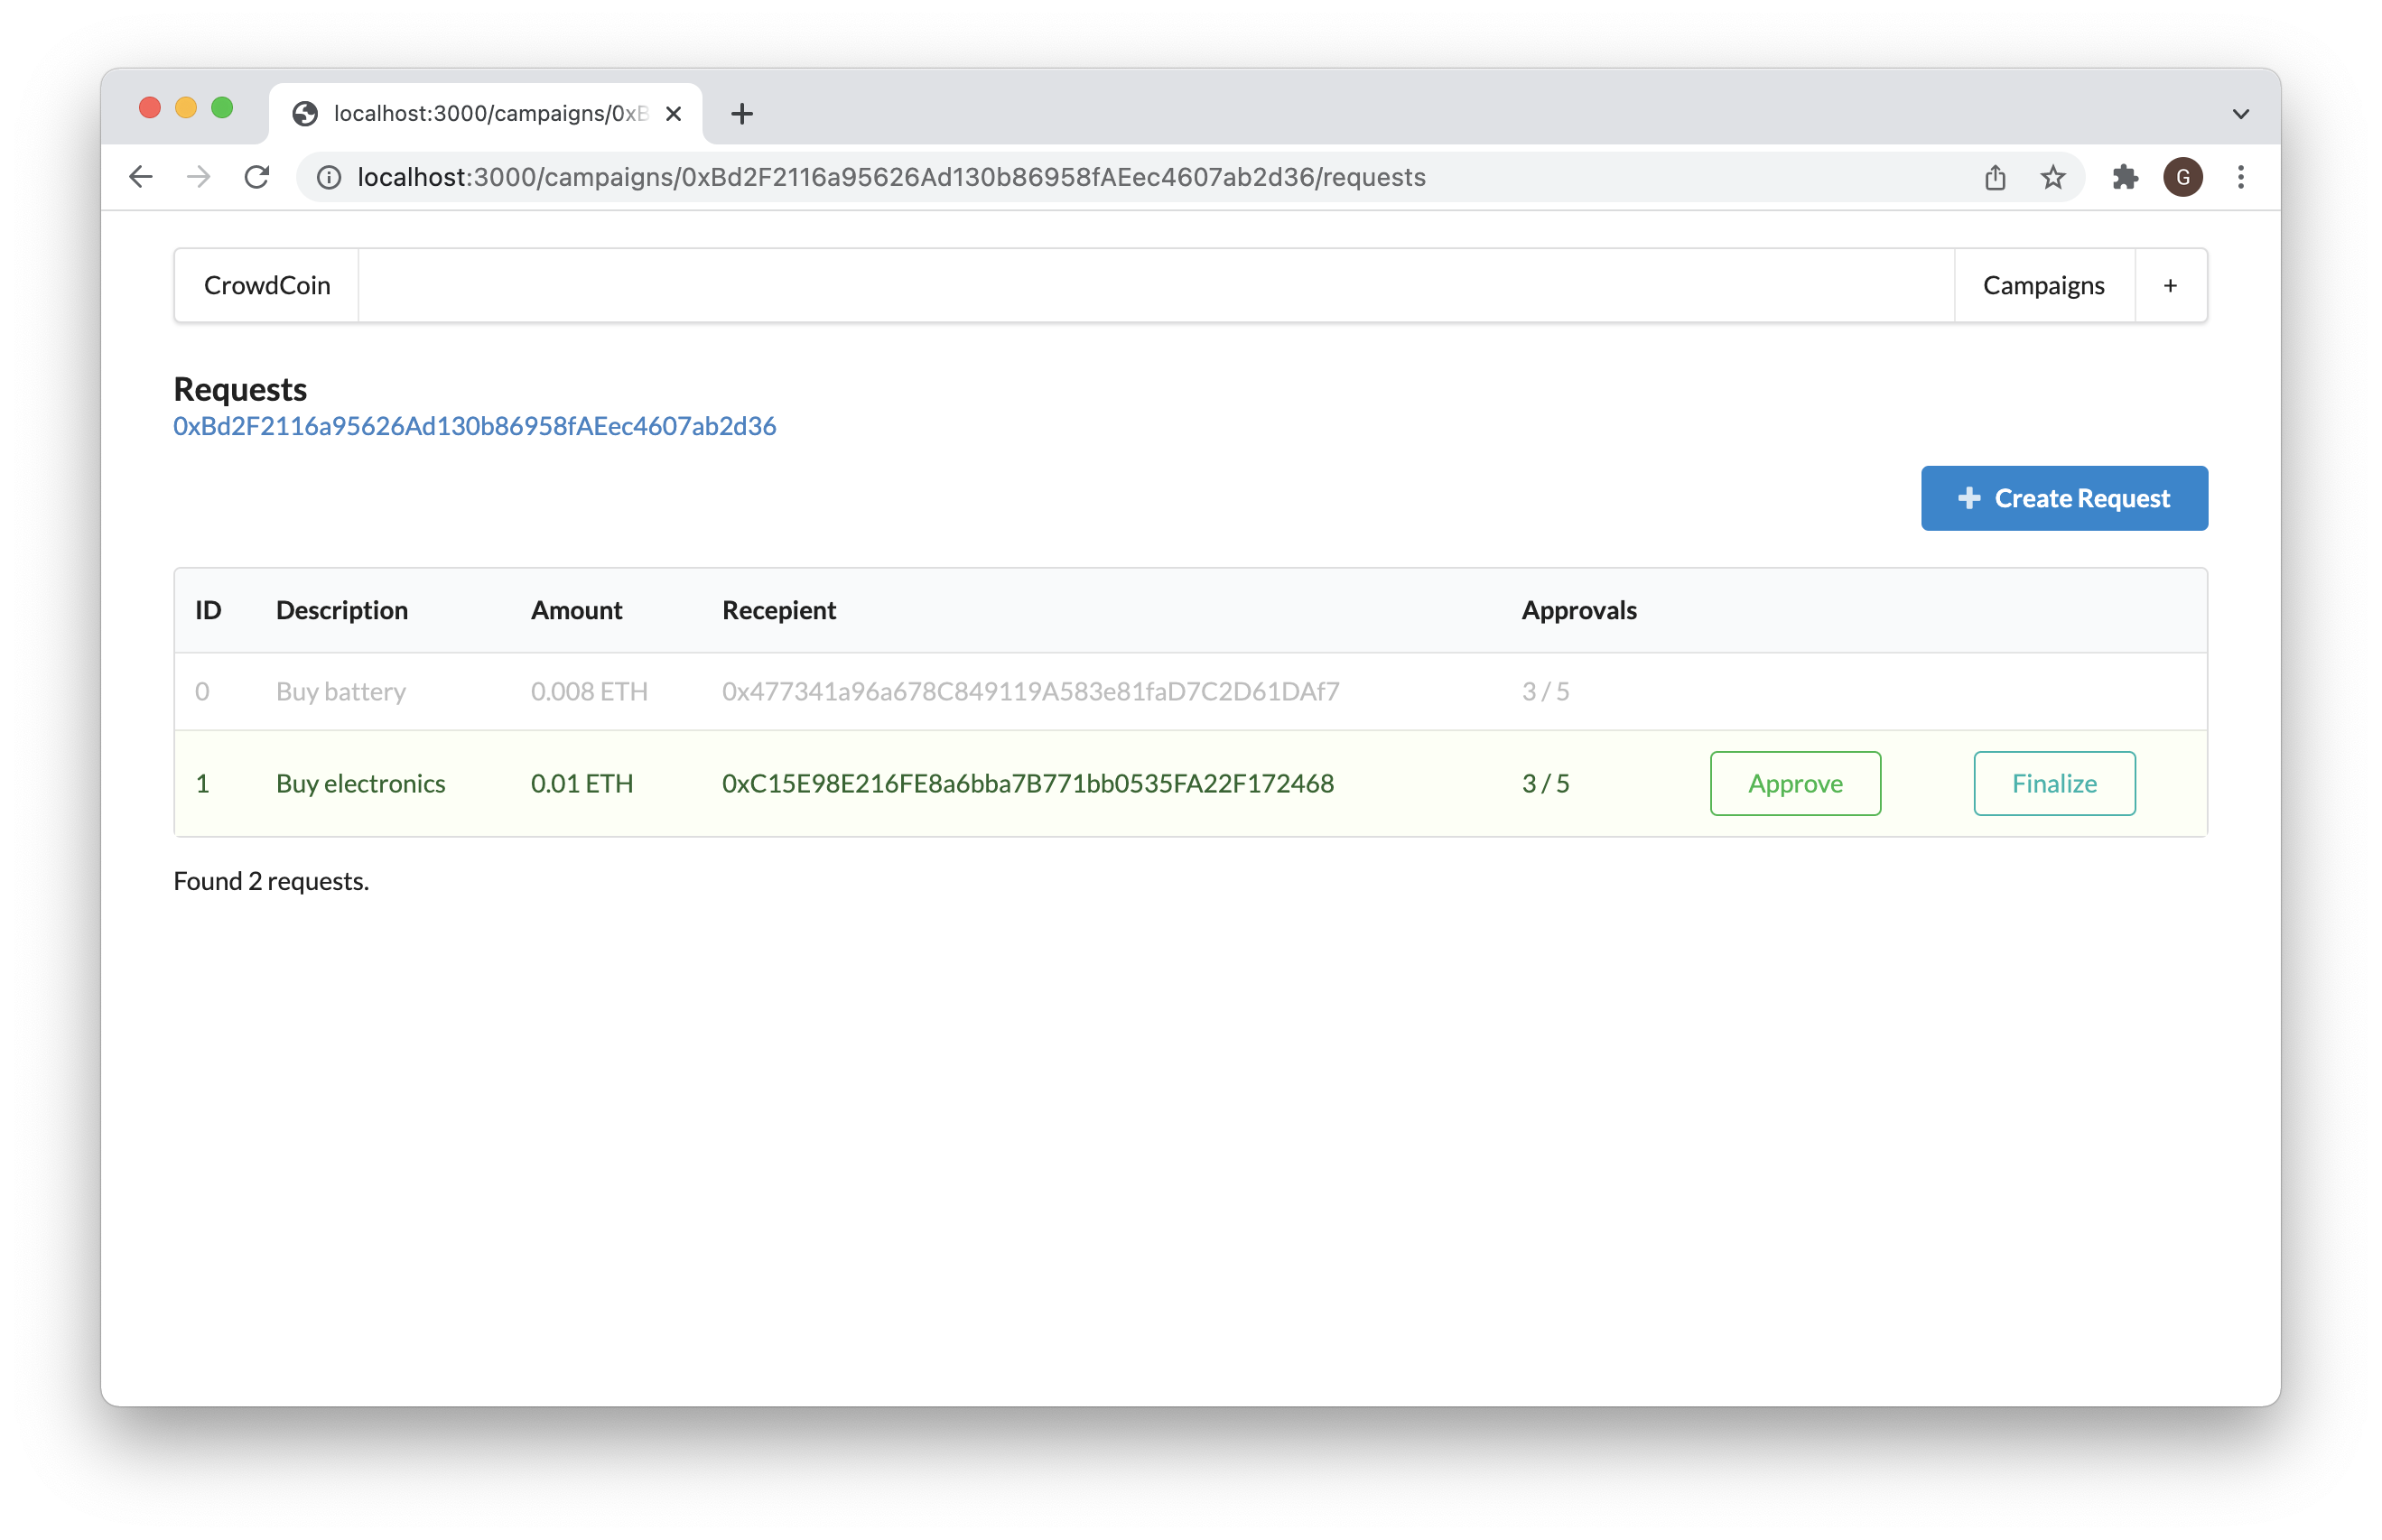 localhost:3000/campaigns/0xB
localhost:3000/campaigns/0xBd2F2116a95626Ad130b86958fAEec4607ab2d36/requests
G
CrowdCoin
Campaigns
+
Requests
0xBd2F2116a95626Ad130b86958fAEec4607ab2d36
Create Request
ID Description Amount Recepient Approvals
0 Buy battery 0.008 ETH 0x477341a96a678C849119A583e81faD7C2D61DAf7 3 / 5
1 Buy electronics 0.01 ETH 0xC15E98E216FE8a6bba7B771bb0535FA22F172468 3 / 5 Approve Finalize
Found 2 requests.